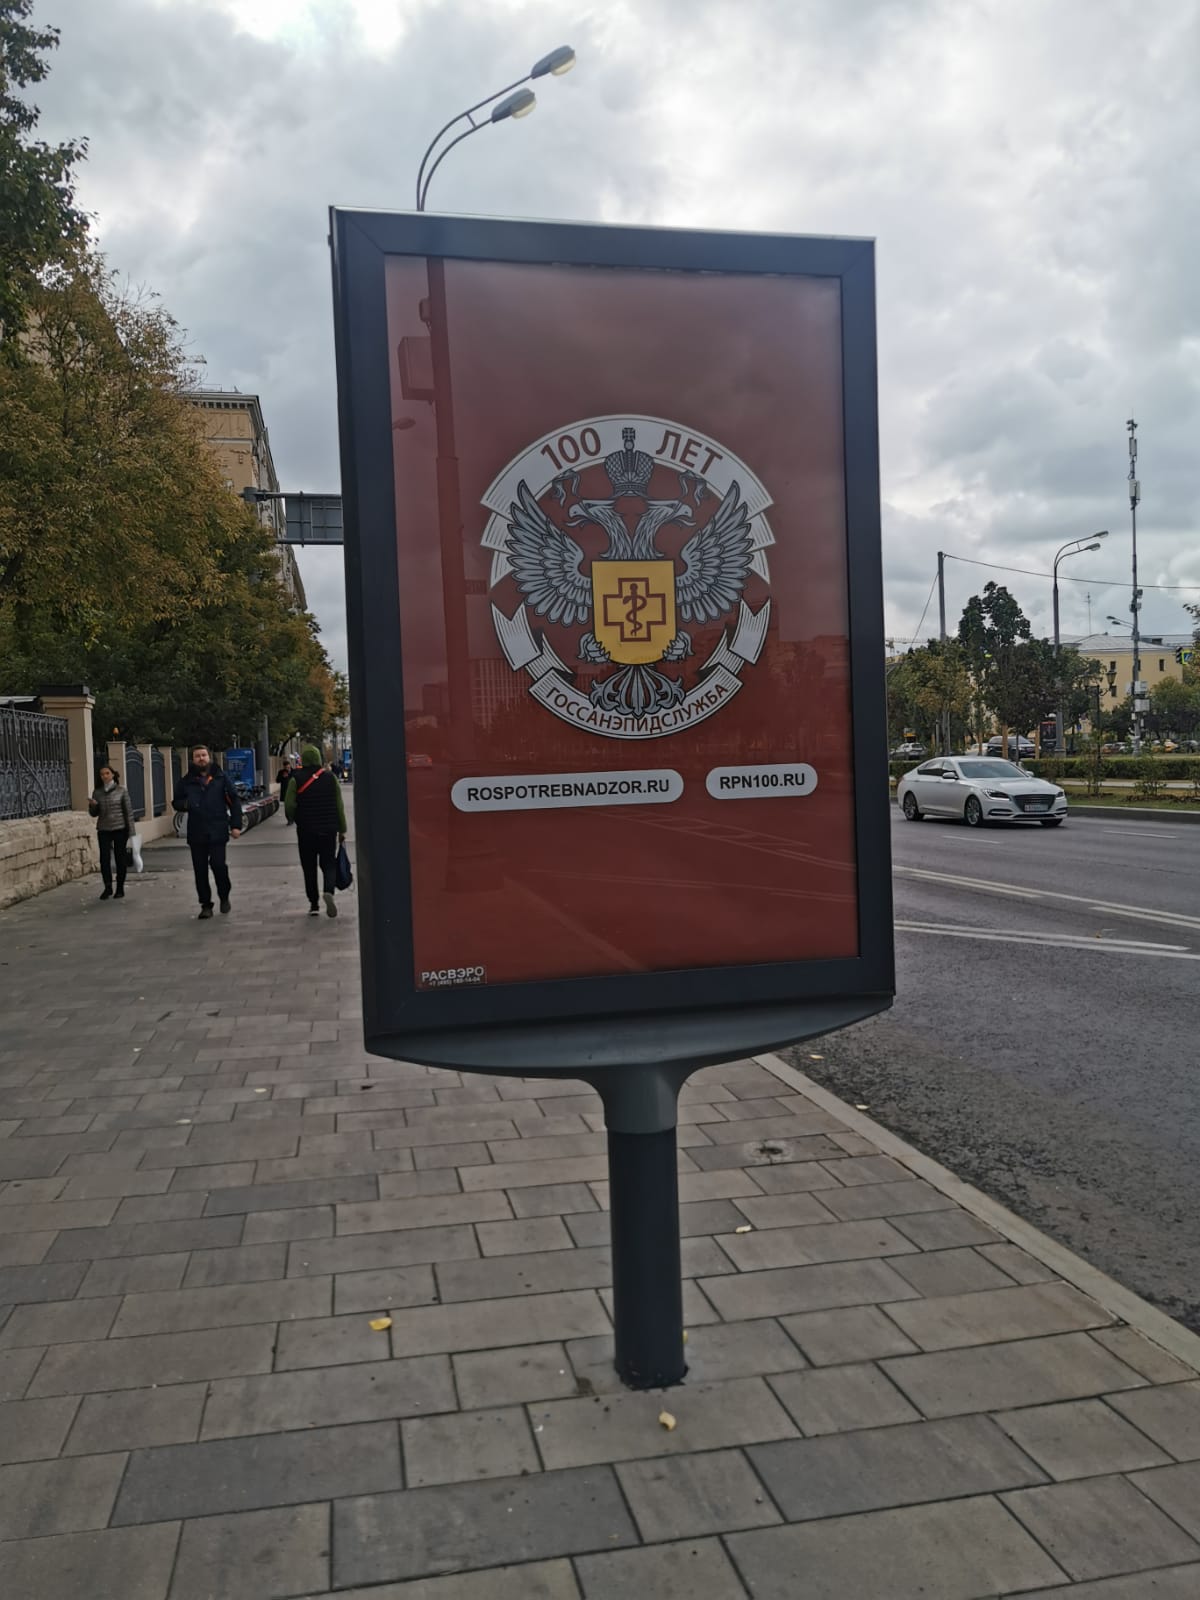 100 ЛЕТ
ГОССАНЭПИДСЛУЖБА
ROSPOTREBNADZOR.RU
RPN100.RU
РАСВЭРО